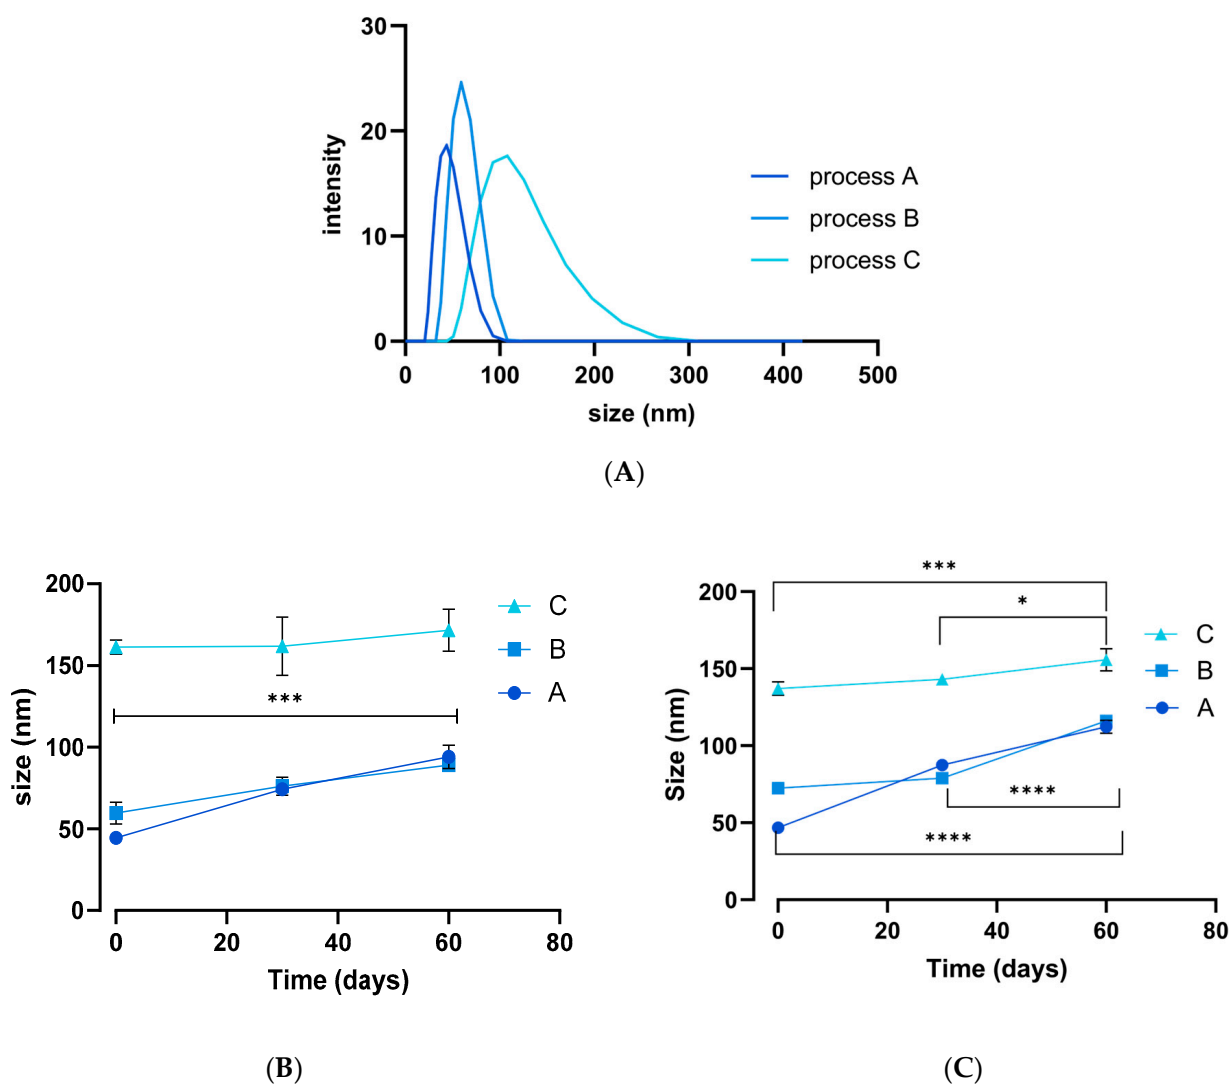 30
20
10
0
intensity
0 100 200 300 400 500
size (nm)
process A
process B
process C
(A)
200
150
100
50
0
size (nm)
0 20 40 60 80
Time (days)
***
C
B
A
(B)
200
150
100
50
0
Size (nm)
0 20 40 60 80
Time (days)
***
*
****
****
C
B
A
(C)